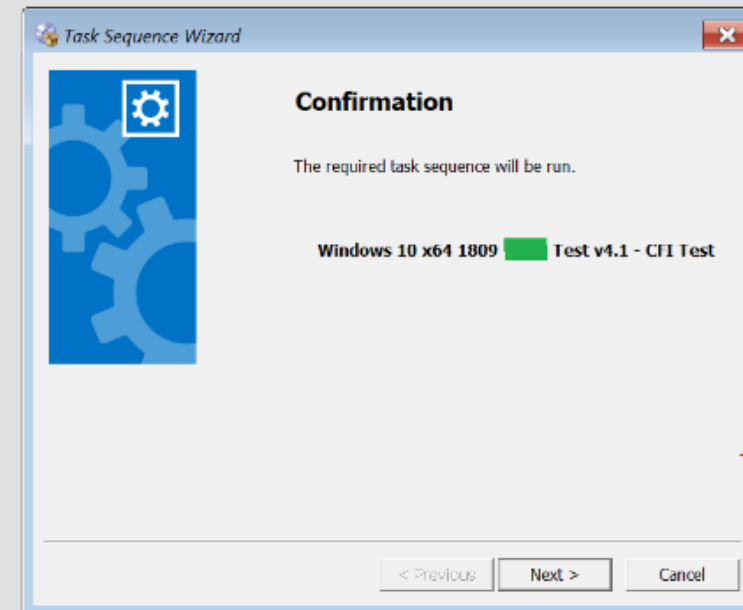 Task Sequence Wizard
Confirmation
The required task sequence will be run.
Windows 10 x64 1809 Test v4.1 - CFI Test
< Previous Next > Cancel